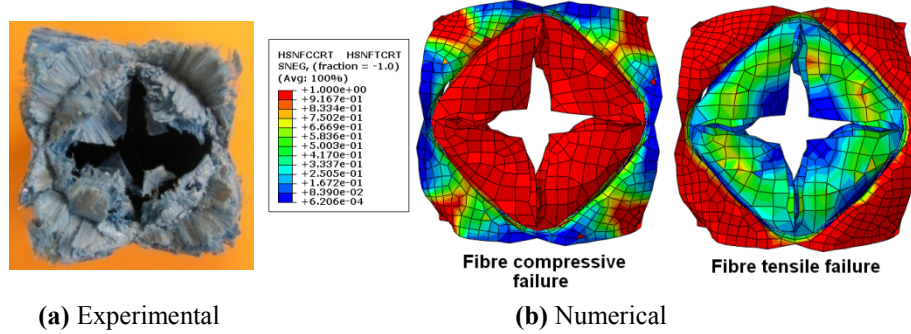 HSNFCCRT HSNFTCRT
SNEG, (fraction = -1.0)
(Avg: 100%)
+1.000e+00
+9.167e-01
+8.334e-01
+7.502e-01
+6.669e-01
+5.836e-01
+5.003e-01
+4.170e-01
+3.337e-01
+2.505e-01
+1.672e-01
+8.390e-02
+6.206e-04
Fibre compressive
failure
Fibre tensile failure
(a) Experimental
(b) Numerical